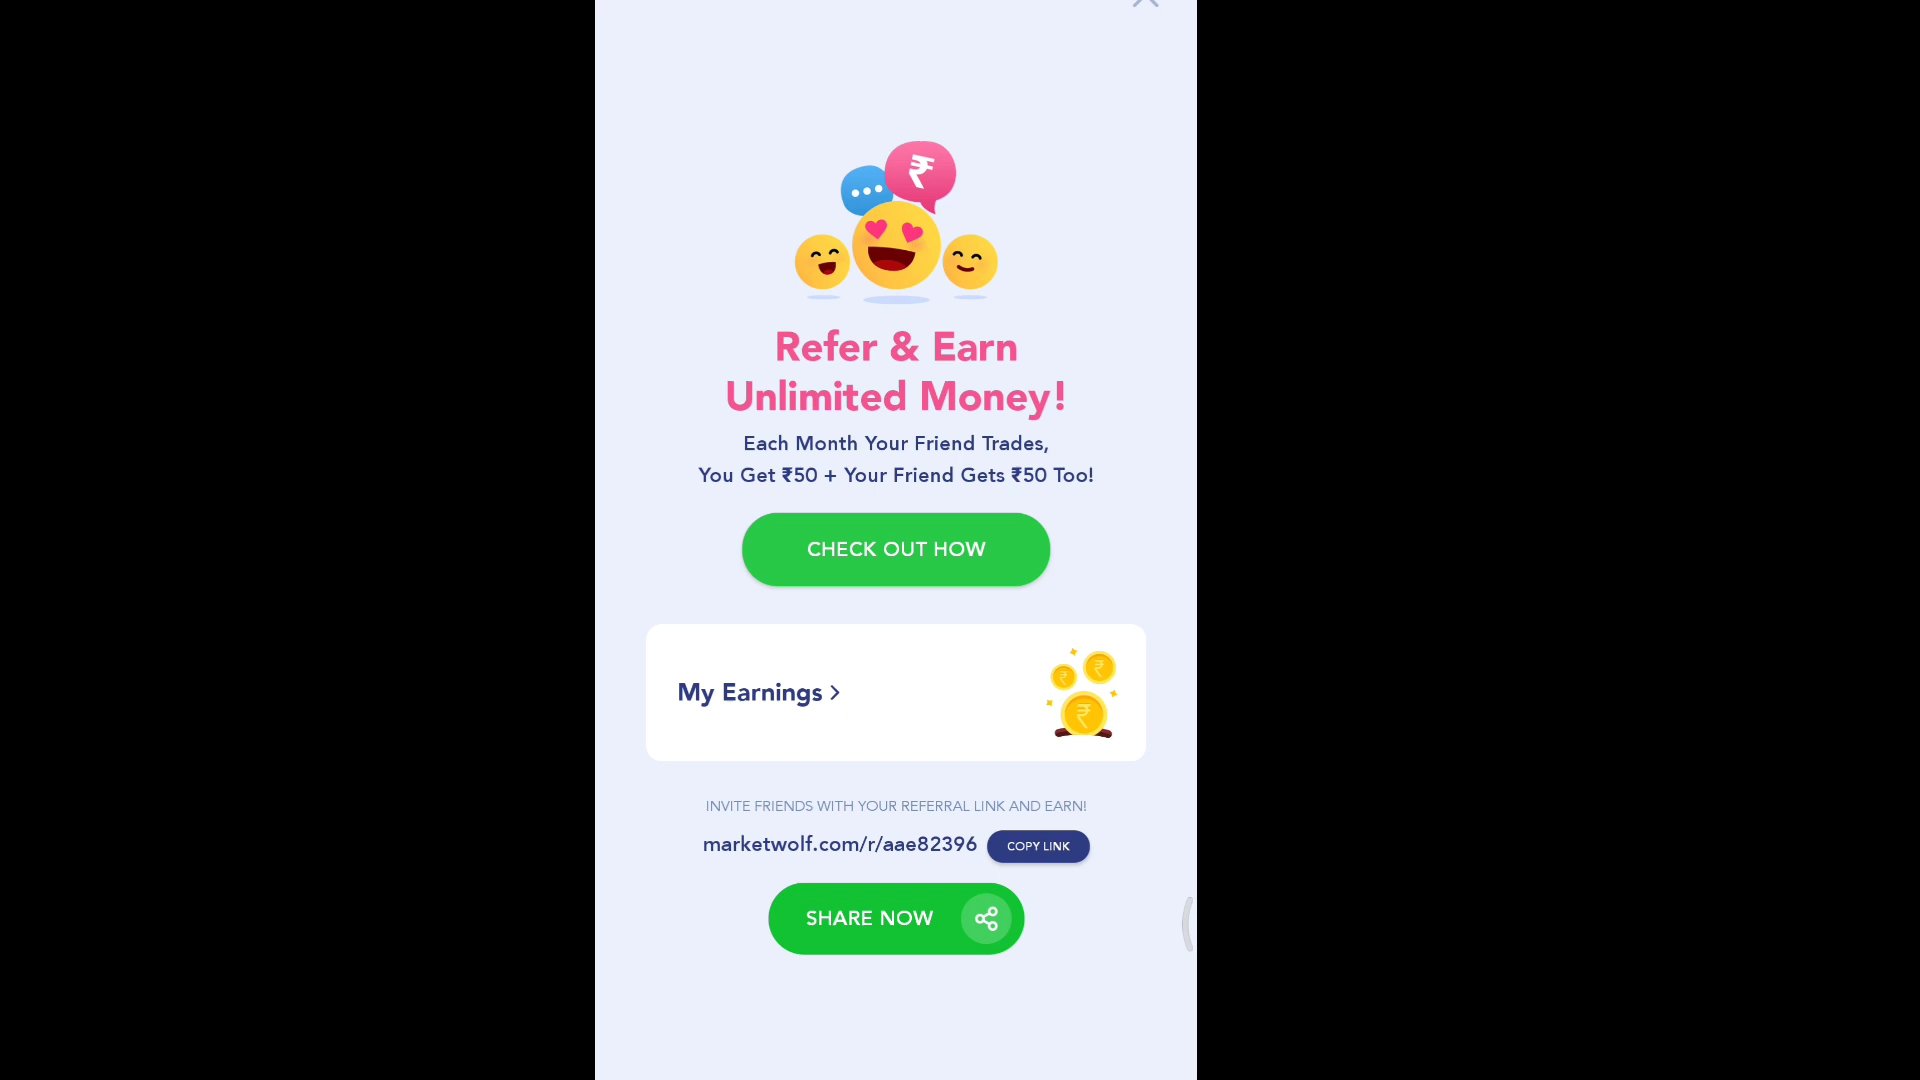 ₹
Refer & Earn
Unlimited Money!
Each Month Your Friend Trades,
You Get ₹50 + Your Friend Gets ₹50 Too!
CHECK OUT HOW
My Earnings >
₹
₹
₹
INVITE FRIENDS WITH YOUR REFERRAL LINK AND EARN!
marketwolf.com/r/aae82396 COPY LINK
SHARE NOW